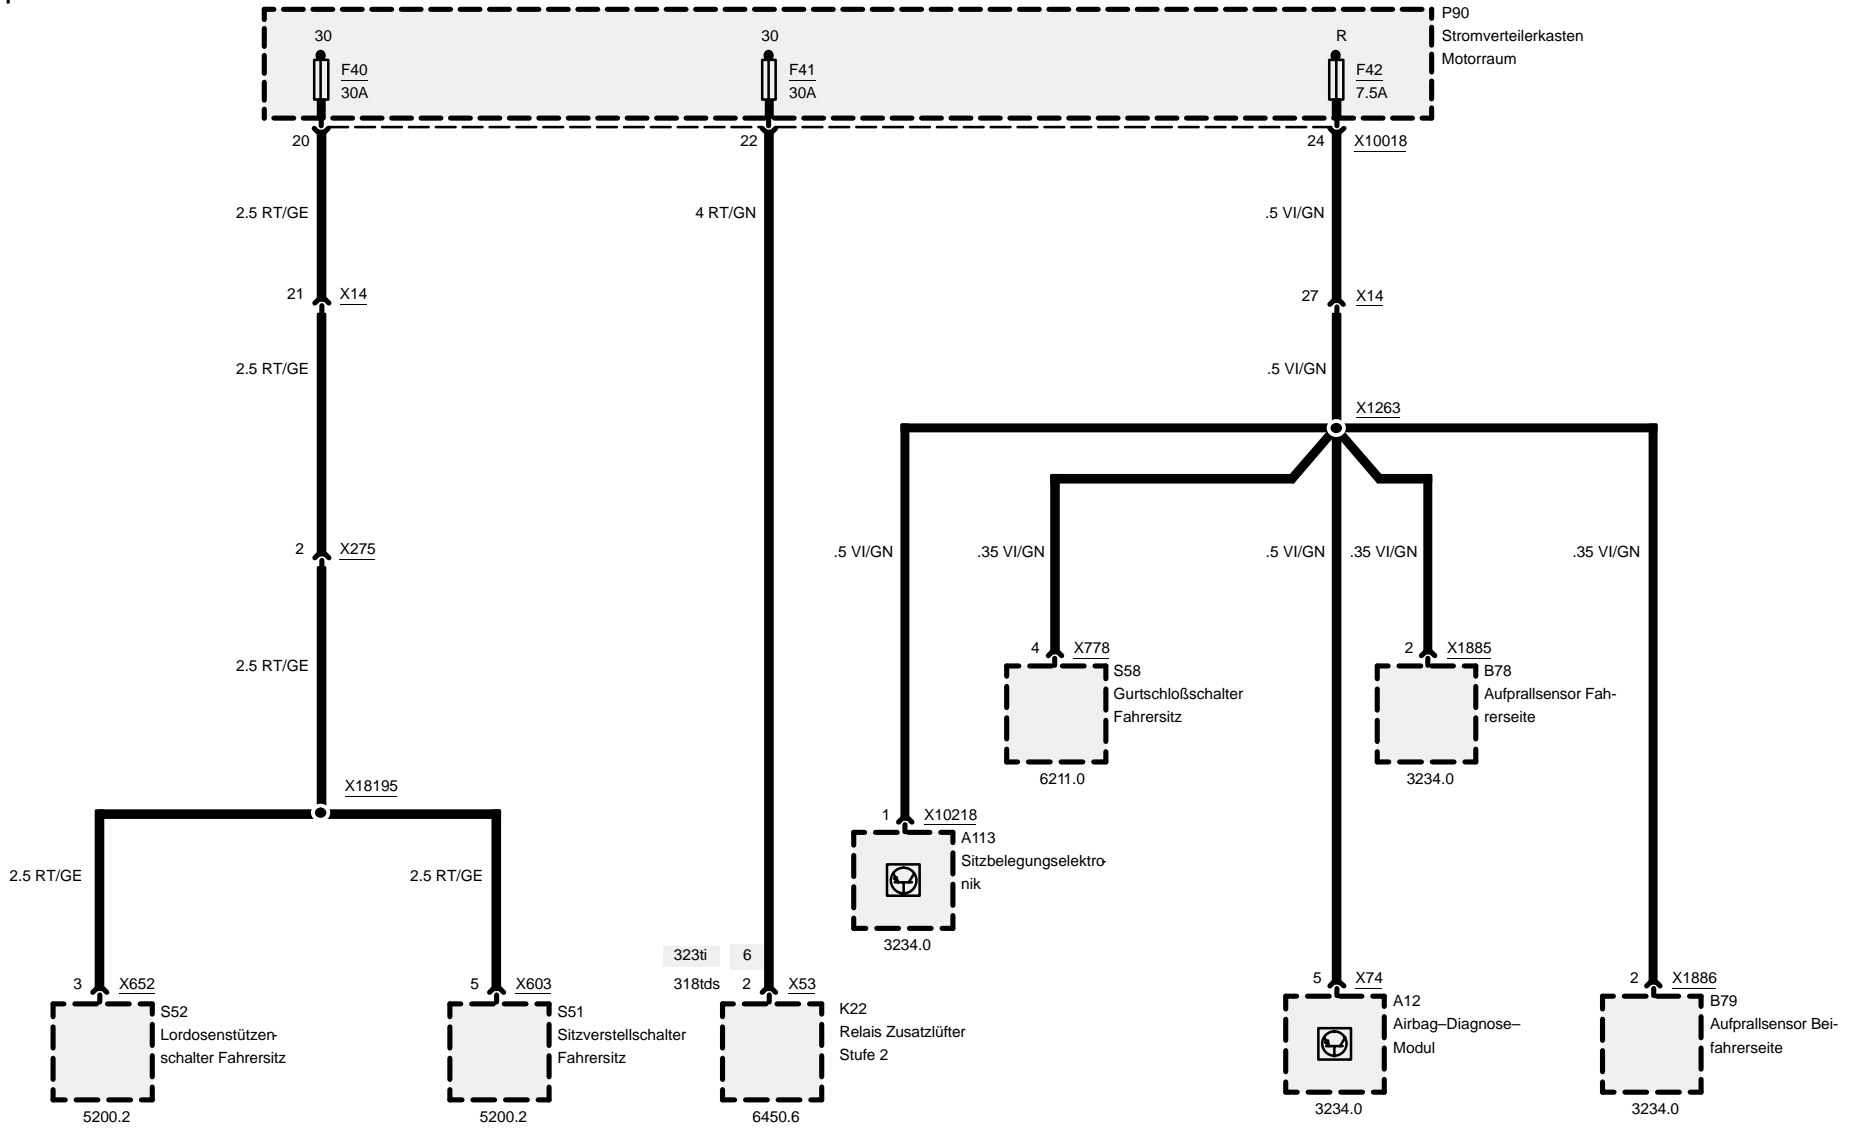 P90
Stromverteilerkasten
Motorraum
30
F40
30A
30
F41
30A
R
F42
7.5A
20
22
24
X10018
2.5 RT/GE
4 RT/GN
.5 VI/GN
21
X14
27
X14
2.5 RT/GE
.5 VI/GN
X1263
2
X275
.5 VI/GN
.35 VI/GN
.5 VI/GN
.35 VI/GN
.35 VI/GN
2.5 RT/GE
4
X778
S58
Gurtschloßschalter
Fahrersitz
6211.0
2
X1885
B78
Aufprallsensor Fah-
rerseite
3234.0
X18195
1
X10218
A113
Sitzbelegungselektro-
nik
3234.0
2.5 RT/GE
2.5 RT/GE
3
X652
S52
Lordosenstützen-
schalter Fahrersitz
5200.2
5
X603
S51
Sitzverstellschalter
Fahrersitz
5200.2
323ti
6
318tds
2
X53
K22
Relais Zusatzlüfter
Stufe 2
6450.6
5
X74
A12
Airbag–Diagnose–
Modul
3234.0
2
X1886
B79
Aufprallsensor Bei-
fahrerseite
3234.0